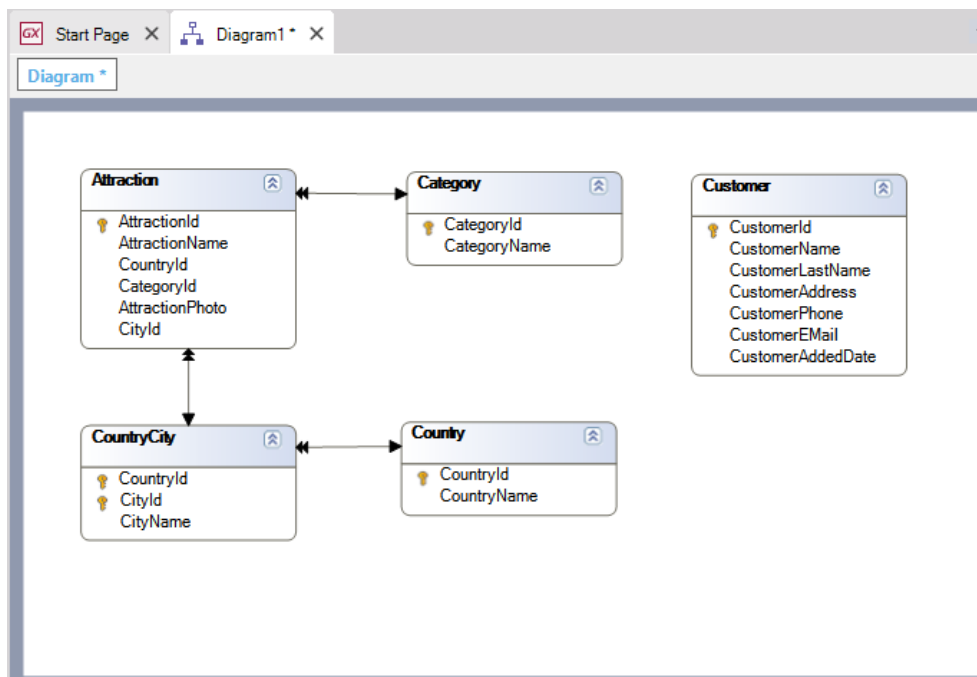 GX Start Page Diagram1 *
Diagram *
Attraction
AttractionId
AttractionName
CountryId
CategoryId
AttractionPhoto
CityId
Category
CategoryId
CategoryName
Customer
CustomerId
CustomerName
CustomerLastName
CustomerAddress
CustomerPhone
CustomerEMail
CustomerAddedDate
CountryCity
CountryId
CityId
CityName
Country
CountryId
CountryName